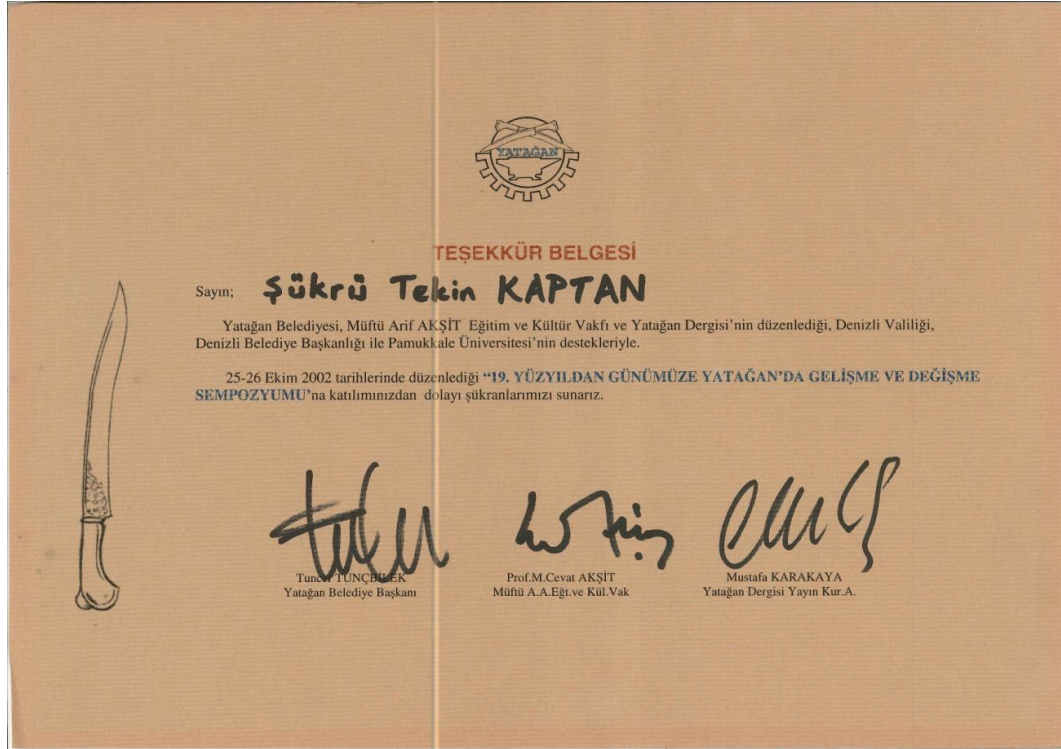 YATAĞAN
TEŞEKKÜR BELGESİ
Sayın; Şükrü Tekin KAPTAN
Yatağan Belediyesi, Müftü Arif AKŞİT Eğitim ve Kültür Vakfı ve Yatağan Dergisi'nin düzenlediği, Denizli Valiliği,
Denizli Belediye Başkanlığı ile Pamukkale Üniversitesi'nin destekleriyle.
25-26 Ekim 2002 tarihlerinde düzenlediği “19. YÜZYILDAN GÜNÜMÜZE YATAĞAN'DA GELİŞME VE DEĞİŞME
SEMPOZYUMU'na katılımınızdan dolayı şükranlarımızı sunarız.
Tuncer TUNÇBİLEK
Yatağan Belediye Başkanı
Prof.M.Cevat AKŞİT
Müftü A.A.Eğt.ve Kül.Vak
Mustafa KARAKAYA
Yatağan Dergisi Yayın Kur.A.